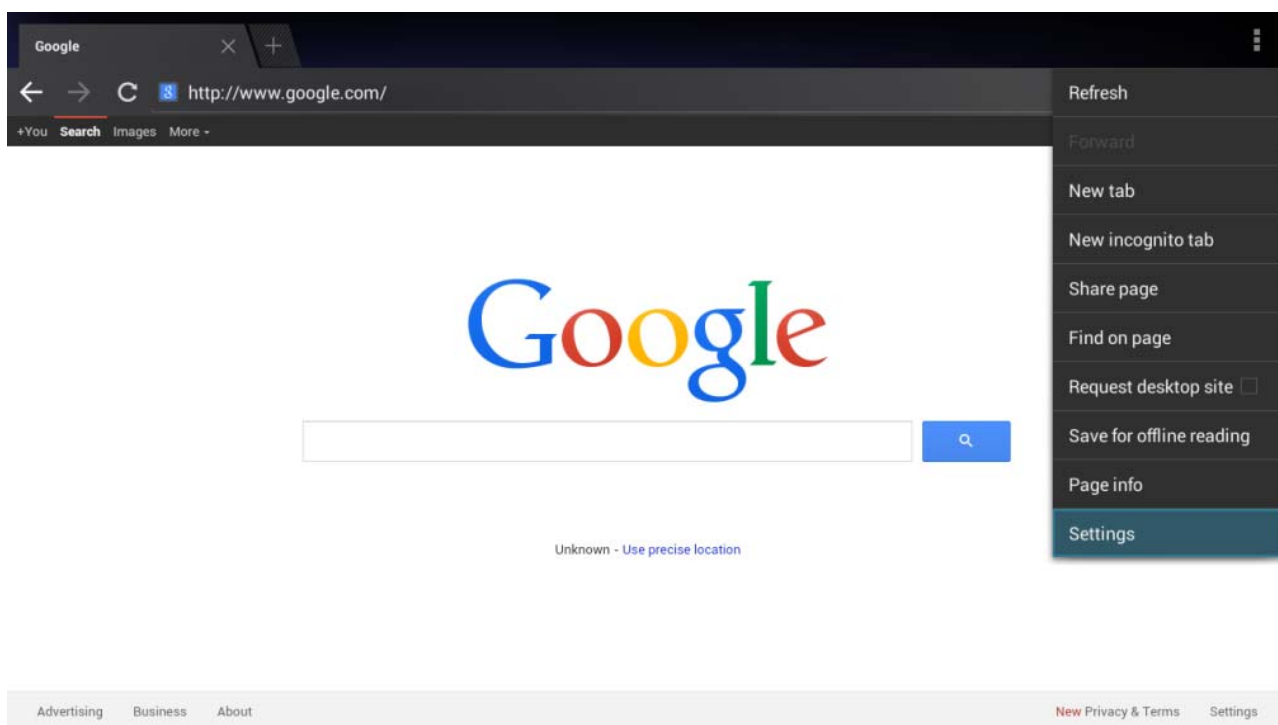 Google
http://www.google.com/
+You Search Images More
Refresh
Forward
New tab
New incognito tab
Share page
Find on page
Request desktop site
Save for offline reading
Page info
Settings
Google
Unknown - Use precise location
Advertising Business About
New Privacy & Terms Settings